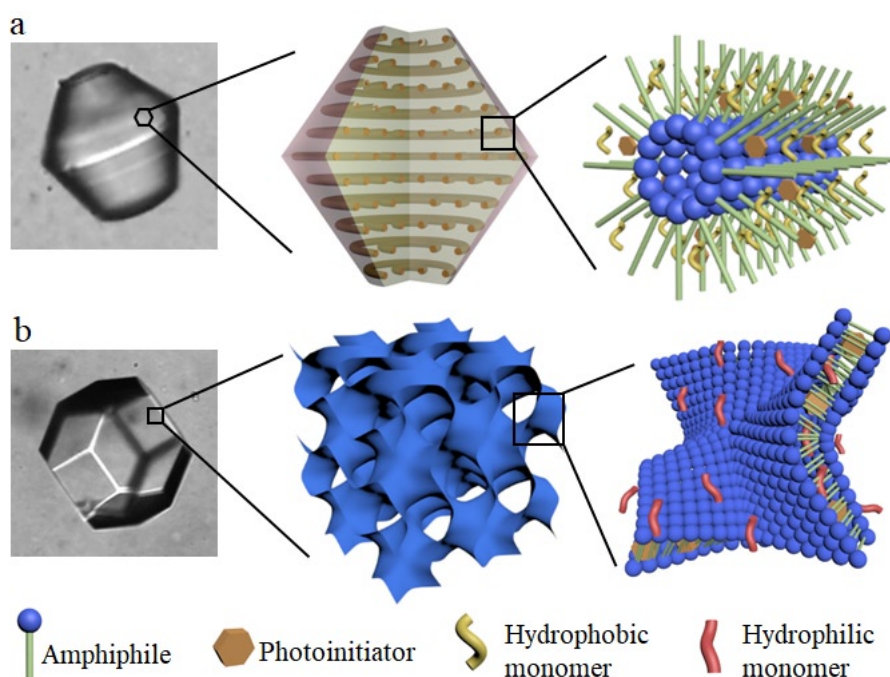 a
b
Amphiphile
Photoinitiator
Hydrophobic
monomer
Hydrophilic
monomer